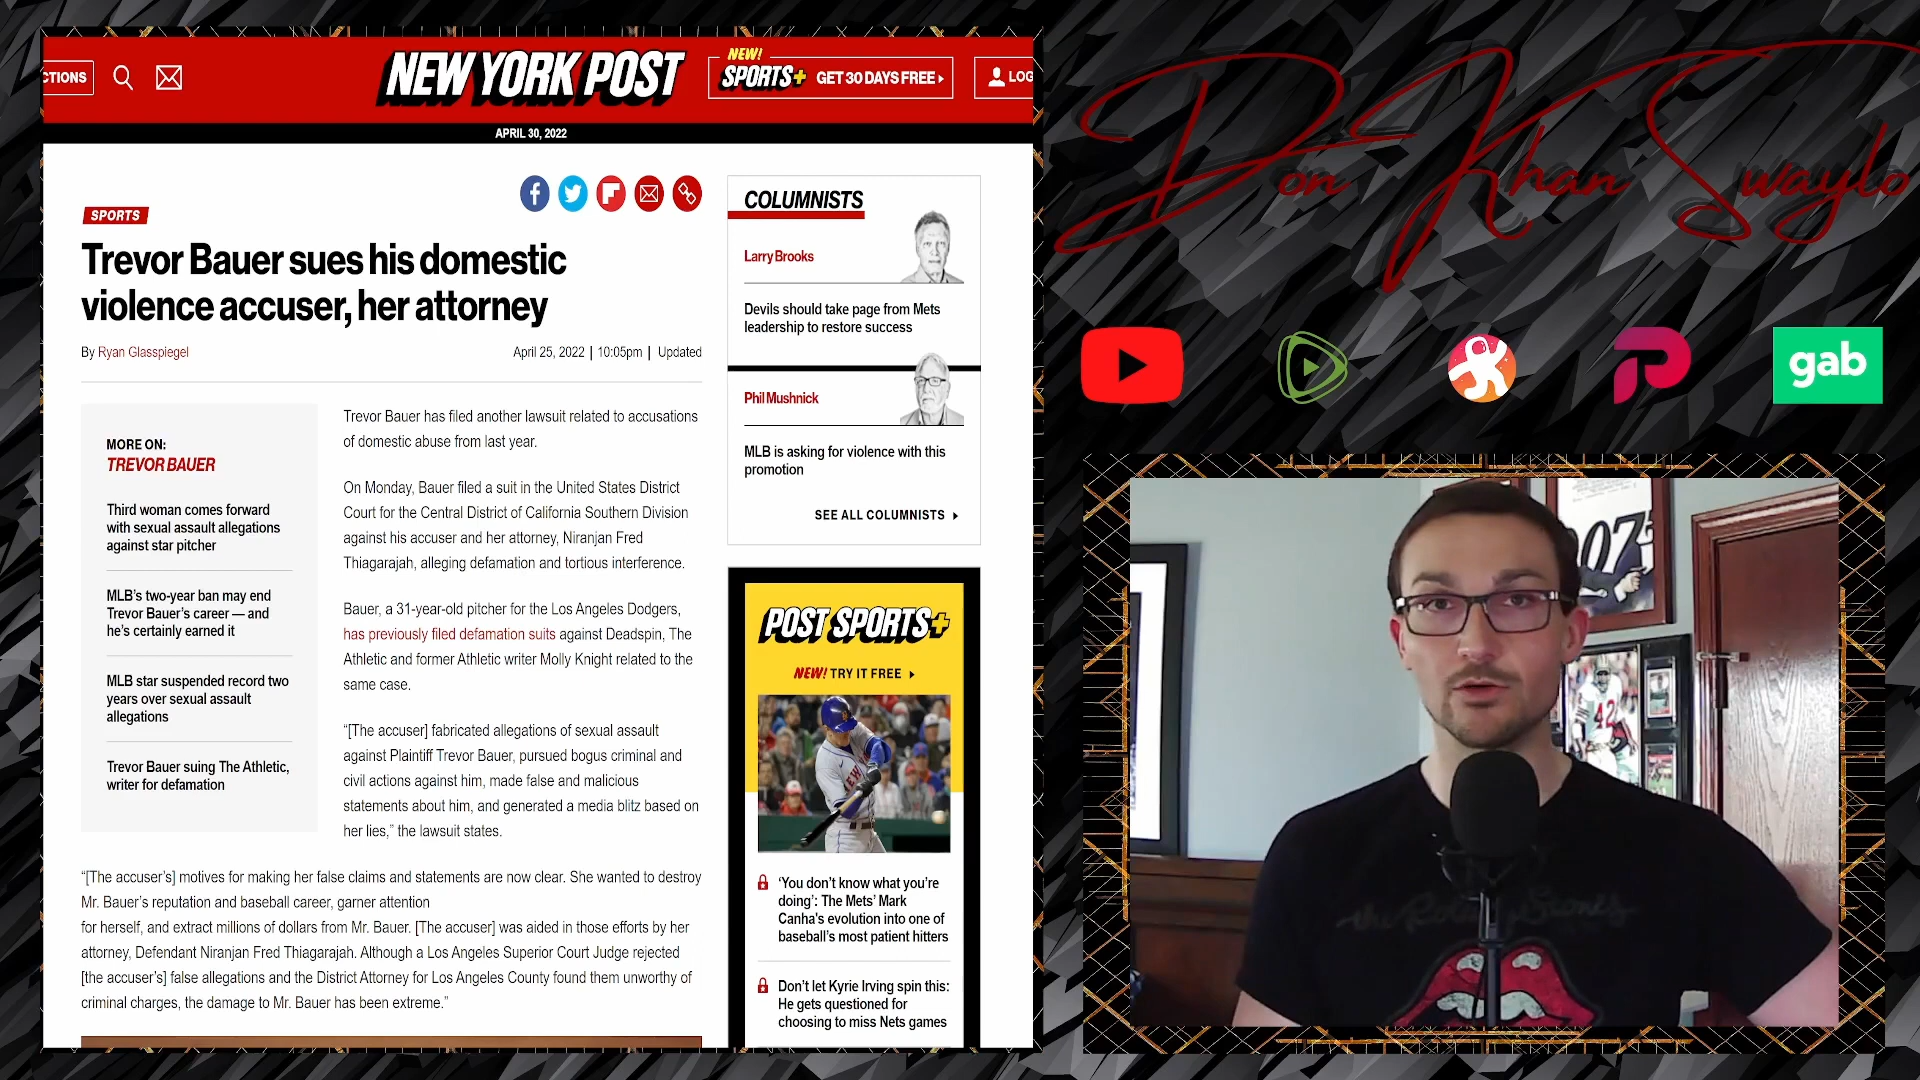 CTIONS
NEW YORK POST
NEW!
SPORTS+ GET 30 DAYS FREE
LOG
APRIL 30, 2022
SPORTS
Trevor Bauer sues his domestic
violence accuser, her attorney
By Ryan Glasspiegel
April 25, 2022 | 10:05pm | Updated
MORE ON:
TREVOR BAUER
Third woman comes forward
with sexual assault allegations
against star pitcher
MLB’s two-year ban may end
Trevor Bauer’s career — and
he’s certainly earned it
MLB star suspended record two
years over sexual assault
allegations
Trevor Bauer suing The Athletic,
writer for defamation
Trevor Bauer has filed another lawsuit related to accusations
of domestic abuse from last year.
On Monday, Bauer filed a suit in the United States District
Court for the Central District of California Southern Division
against his accuser and her attorney, Niranjan Fred
Thiagarajah, alleging defamation and tortious interference.
Bauer, a 31-year-old pitcher for the Los Angeles Dodgers,
has previously filed defamation suits against Deadspin, The
Athletic and former Athletic writer Molly Knight related to the
same case.
“[The accuser] fabricated allegations of sexual assault
against Plaintiff Trevor Bauer, pursued bogus criminal and
civil actions against him, made false and malicious
statements about him, and generated a media blitz based on
her lies,” the lawsuit states.
“[The accuser’s] motives for making her false claims and statements are now clear. She wanted to destroy
Mr. Bauer’s reputation and baseball career, garner attention
for herself, and extract millions of dollars from Mr. Bauer. [The accuser] was aided in those efforts by her
attorney, Defendant Niranjan Fred Thiagarajah. Although a Los Angeles Superior Court Judge rejected
[the accuser’s] false allegations and the District Attorney for Los Angeles County found them unworthy of
criminal charges, the damage to Mr. Bauer has been extreme.”
COLUMNISTS
Larry Brooks
Devils should take page from Mets
leadership to restore success
Phil Mushnick
MLB is asking for violence with this
promotion
SEE ALL COLUMNISTS
POST SPORTS+
NEW! TRY IT FREE
‘You don’t know what you’re
doing’: The Mets’ Mark
Canha's evolution into one of
baseball’s most patient hitters
Don’t let Kyrie Irving spin this:
He gets questioned for
choosing to miss Nets games
Don Khan Swaylo
gab
007
42
the Rolling Stones